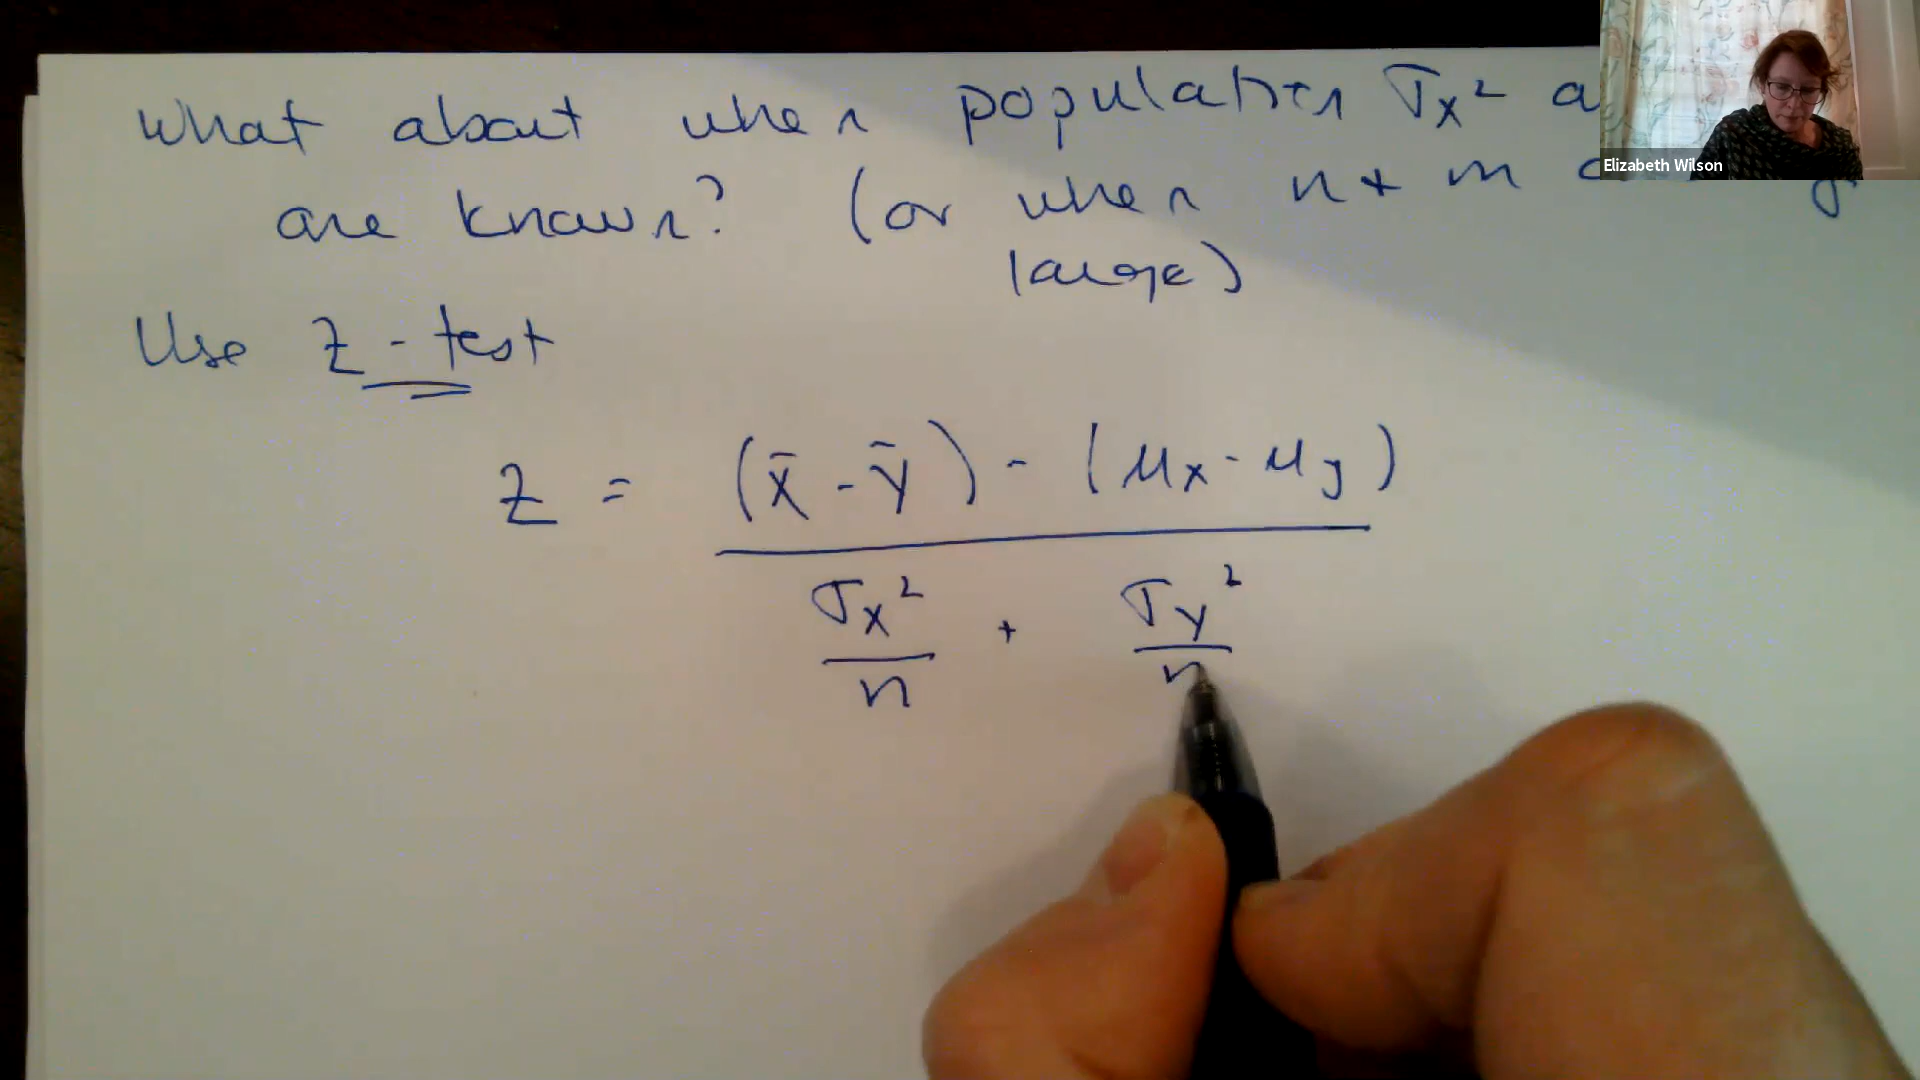 What about when population σx² a
Elizabeth Wilson
are known? (or when n + m
large)
Use Z-test
Z = (x̄ - ȳ) - (μx - μy)
σx² + σy²
n